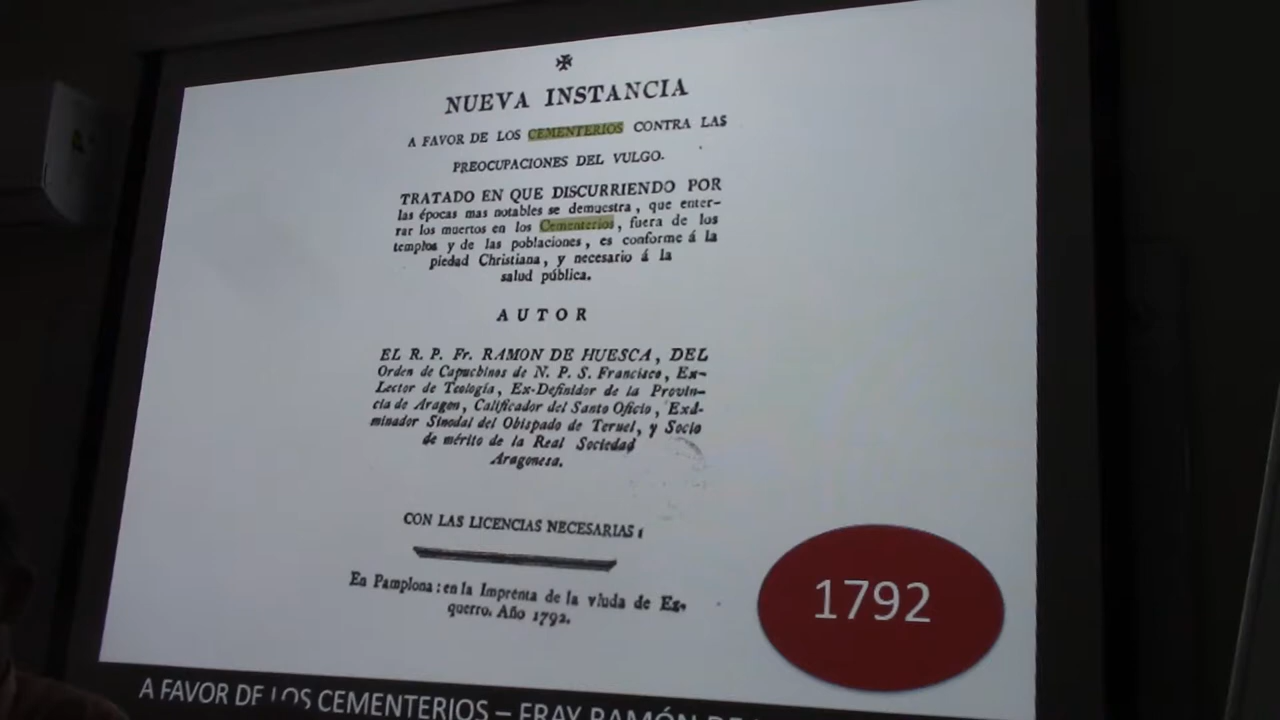 NUEVA INSTANCIA
A FAVOR DE LOS CEMENTERIOS CONTRA LAS
PREOCUPACIONES DEL VULGO.
TRATADO EN QUE DISCURRIENDO POR
las épocas mas notables se demuestra, que enter-
rar los muertos en los Cementerios, fuera de los
templos y de las poblaciones, es conforme á la
piedad Christiana, y necesario á la
salud pública.
AUTOR
EL R. P. Fr. RAMON DE HUESCA, DEL
Orden de Capuchinos de N. P. S. Francisco, Ex-
Lector de Teología, Ex-Definidor de la Provin-
cia de Aragon, Calificador del Santo Oficio, Exâ-
minador Sinodal del Obispado de Teruel, y Socio
de mérito de la Real Sociedad
Aragonesa.
CON LAS LICENCIAS NECESARIAS:
En Pamplona: en la Imprenta de la viuda de Ez-
querro. Año 1792.
1792
A FAVOR DE LOS CEMENTERIOS – FRAY RAMÓN